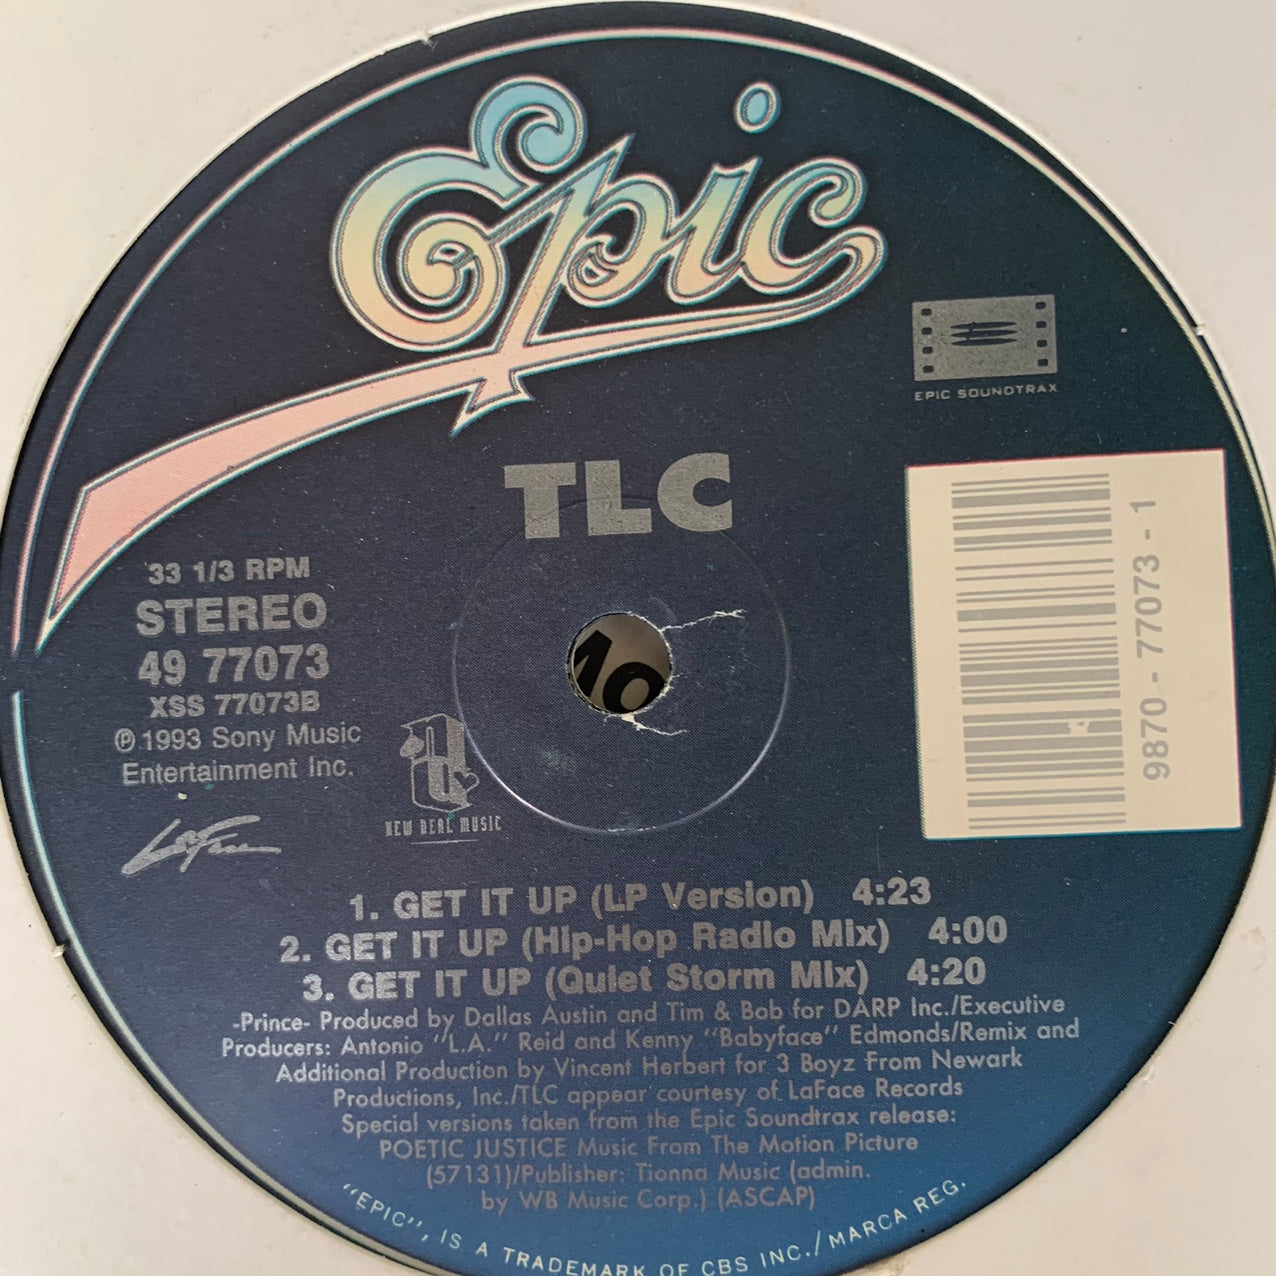 Epic
EPIC SOUNDTRAX
TLC
33 1/3 RPM
STEREO
49 77073
XSS 77073B
℗ 1993 Sony Music
Entertainment Inc.
LaFace
NEW DEAL MUSIC
9870 - 77073 - 1
1. GET IT UP (LP Version) 4:23
2. GET IT UP (Hip-Hop Radio Mix) 4:00
3. GET IT UP (Quiet Storm Mix) 4:20
-Prince- Produced by Dallas Austin and Tim & Bob for DARP Inc./Executive
Producers: Antonio "L.A." Reid and Kenny "Babyface" Edmonds/Remix and
Additional Production by Vincent Herbert for 3 Boyz From Newark
Productions, Inc./TLC appear courtesy of LaFace Records
Special versions taken from the Epic Soundtrax release:
POETIC JUSTICE Music From The Motion Picture
(57131)/Publisher: Tionna Music (admin.
by WB Music Corp.) (ASCAP)
"EPIC", IS A TRADEMARK OF CBS INC./MARCA REG.